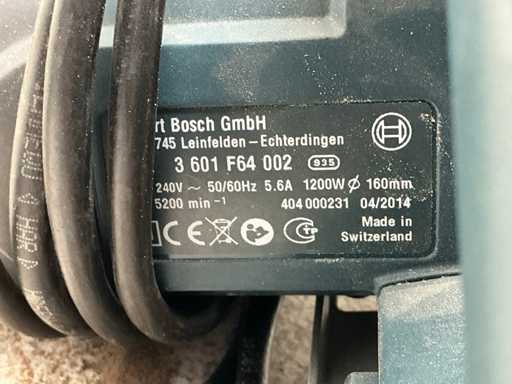 rt Bosch GmbH
745 Leinfelden - Echterdingen
3 601 F64 002 935
240V ~ 50/60Hz 5.6A 1200W ⌀ 160mm
5200 min⁻¹ 404 000231 04/2014
Made in
Switzerland
CE